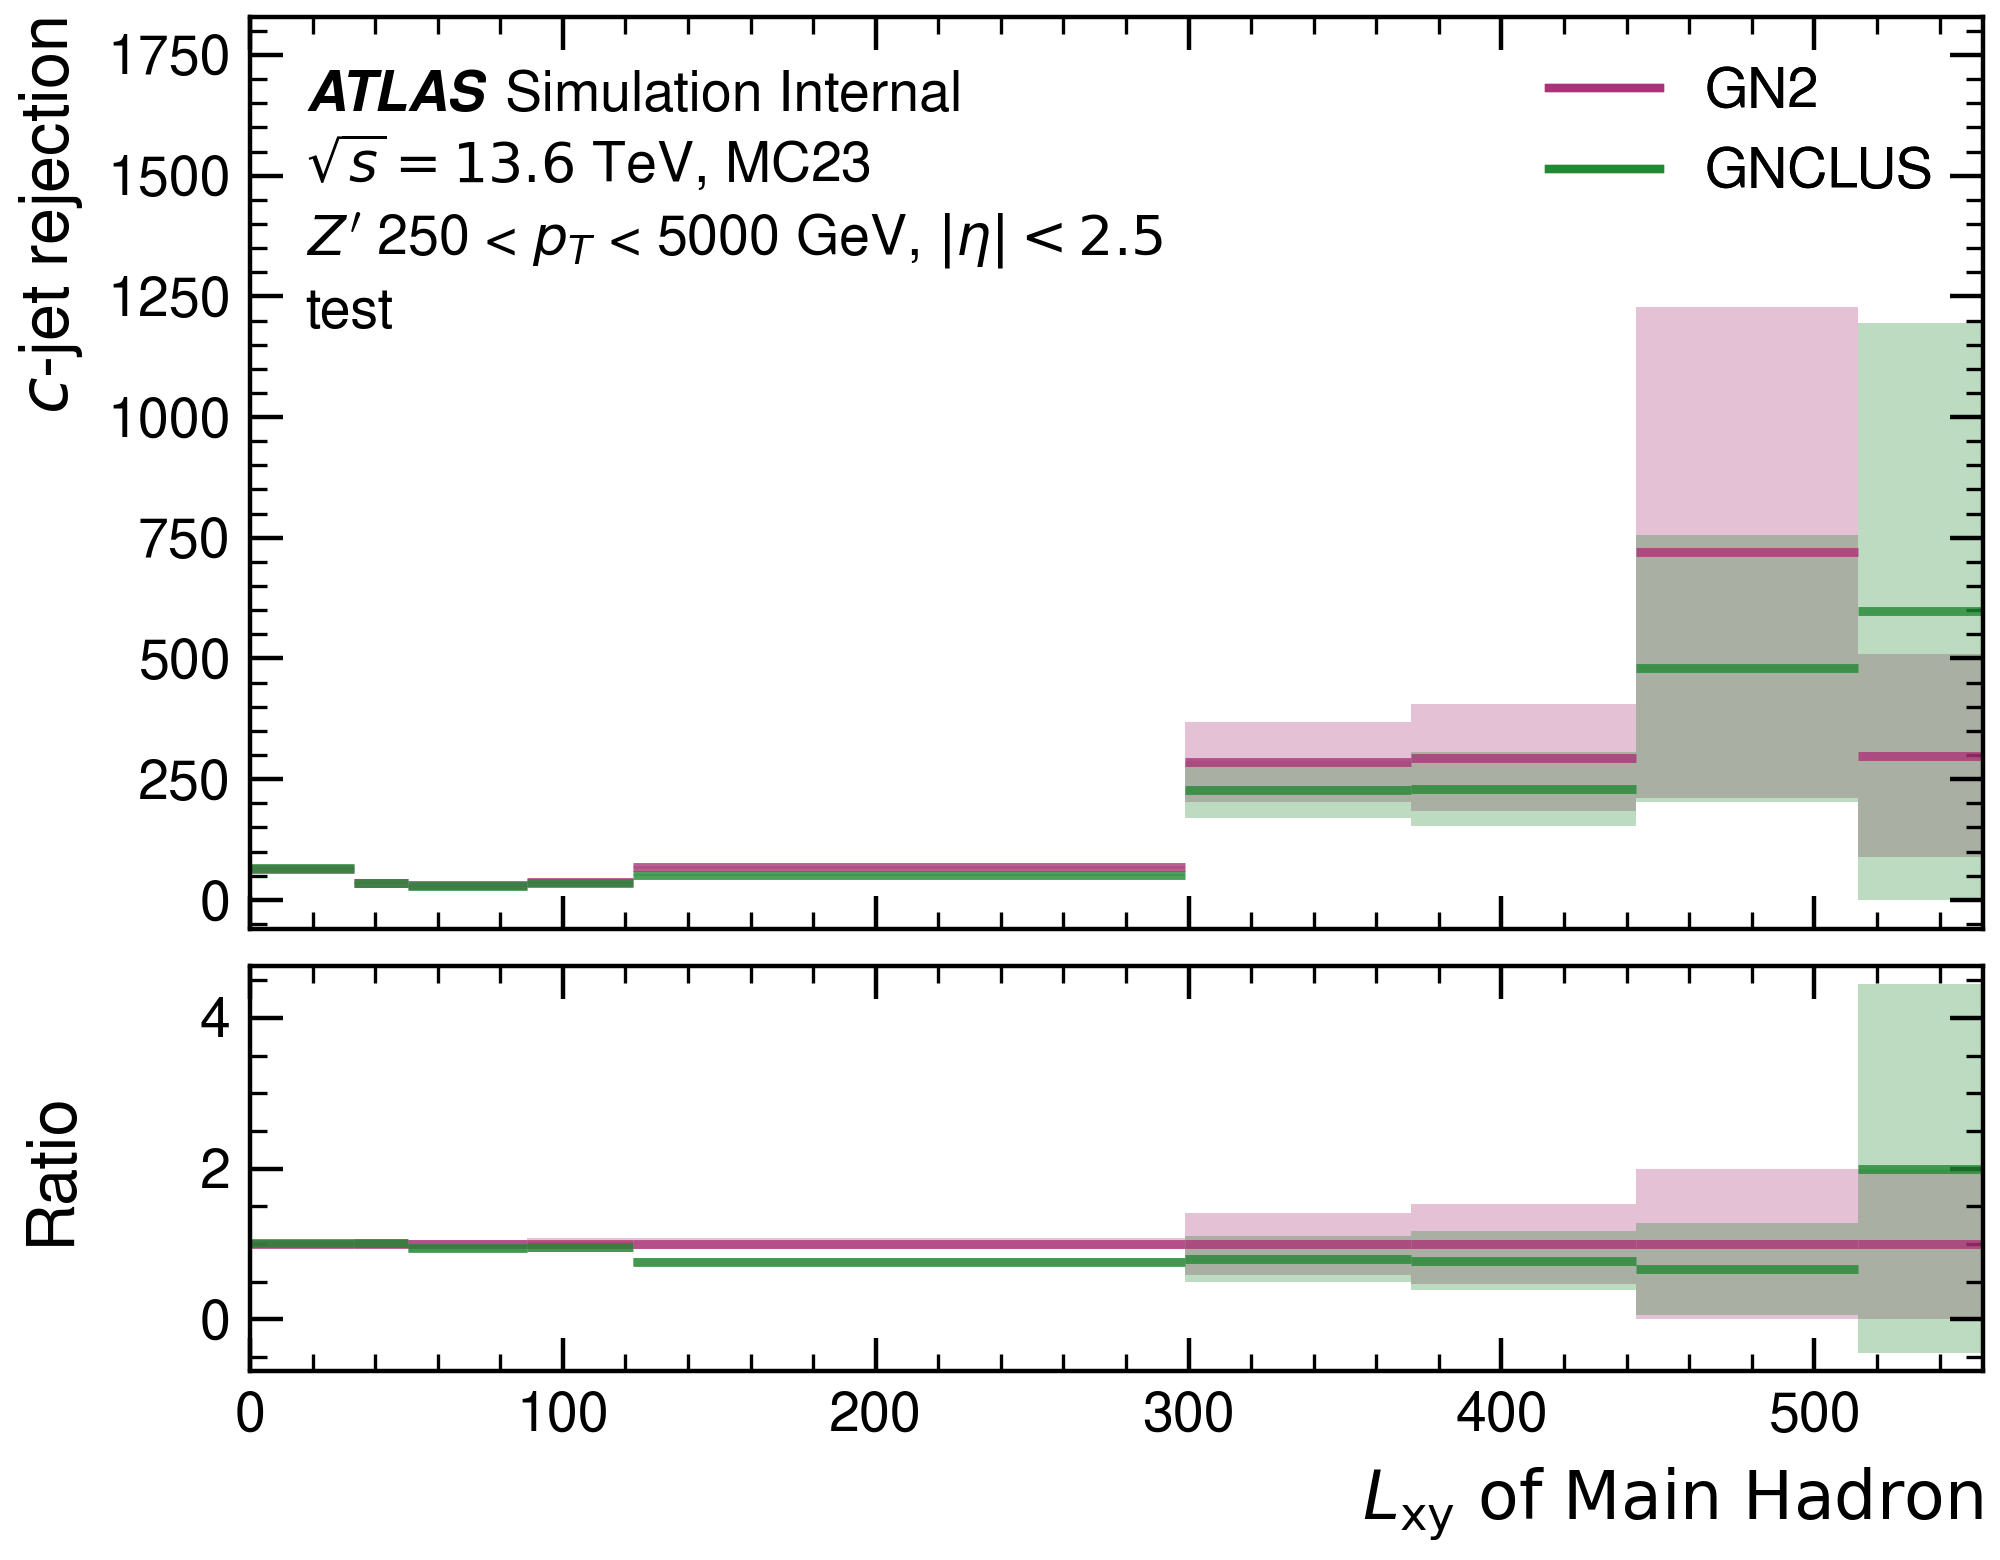 c-jet rejection
1750
1500
1250
1000
750
500
250
0
ATLAS Simulation Internal
√s = 13.6 TeV, MC23
Z′ 250 < p_T < 5000 GeV, |η| < 2.5
test
GN2
GNCLUS
Ratio
4
2
0
0 100 200 300 400 500
L_xy of Main Hadron